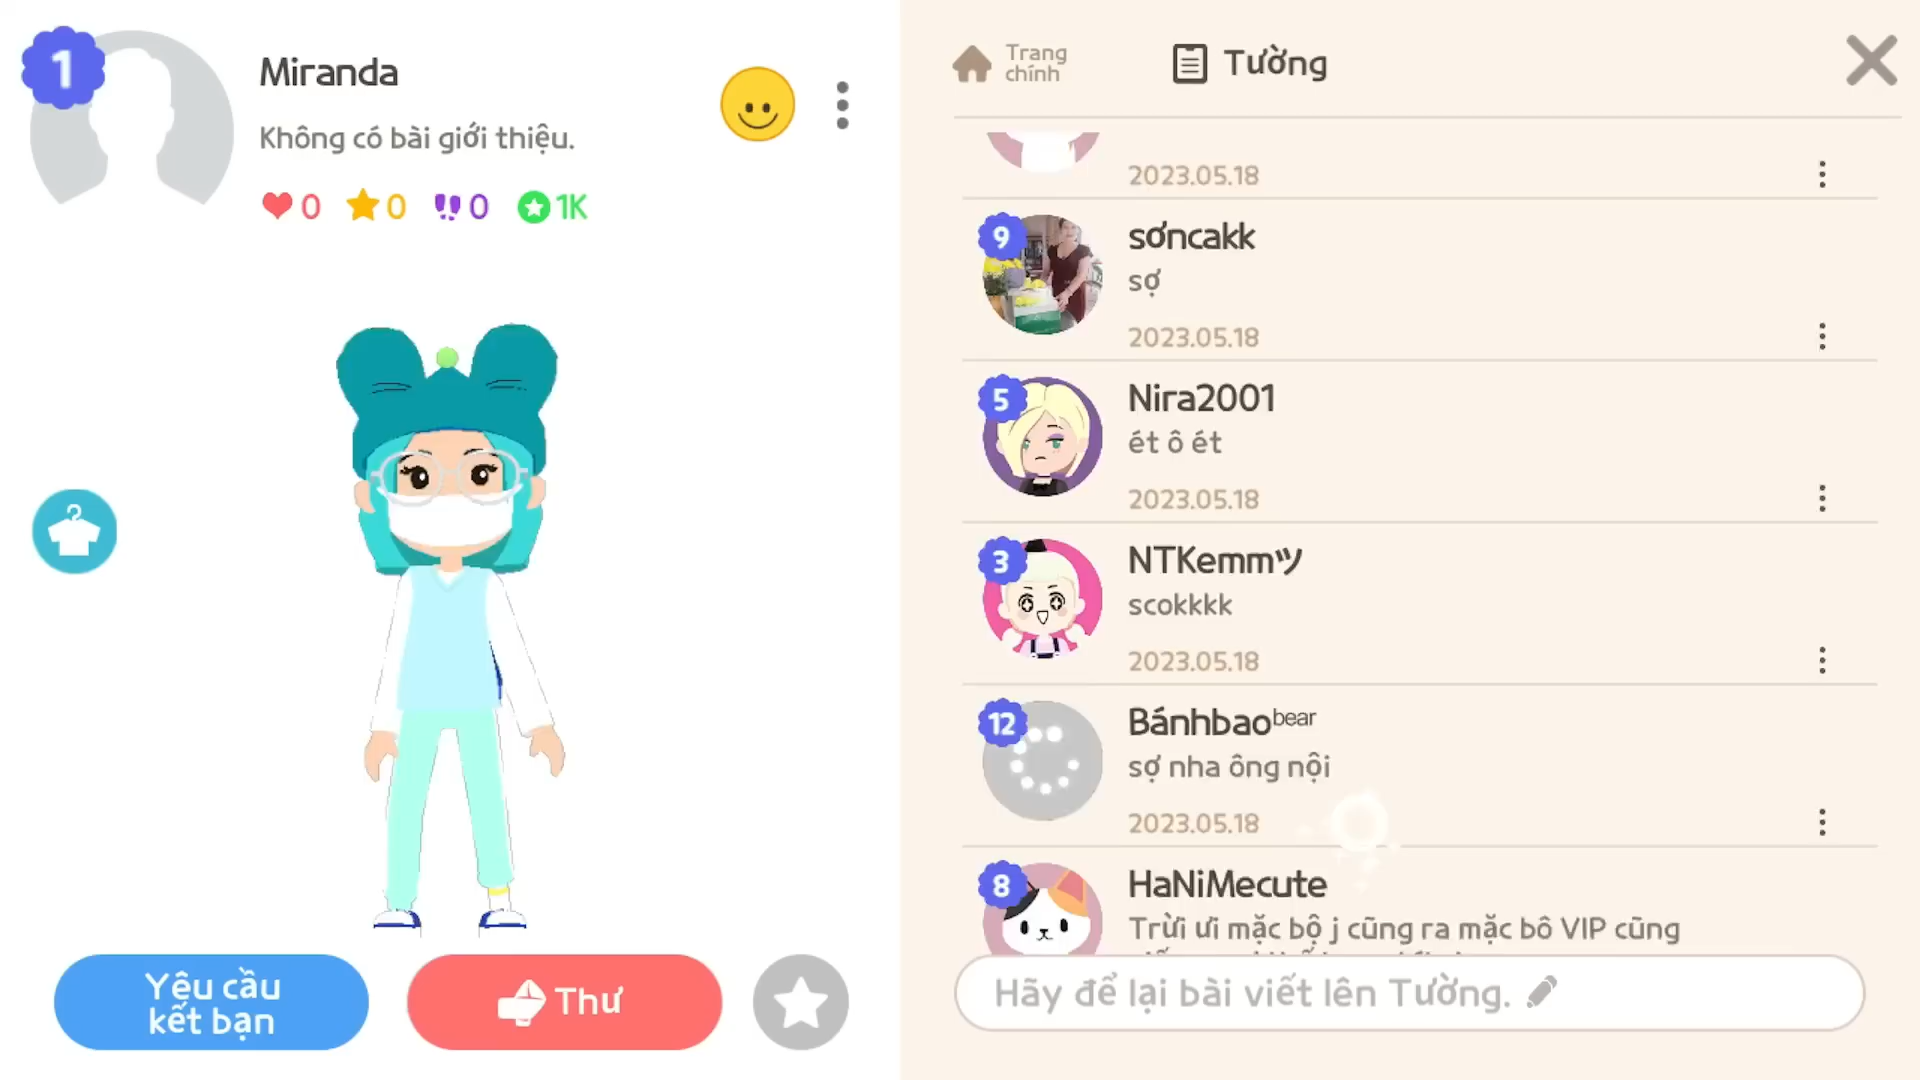 1
Miranda
Không có bài giới thiệu.
0 0 0 1K
Yêu cầu
kết bạn
Thư
Trang
chính
Tường
2023.05.18
9
sơncakk
sợ
2023.05.18
5
Nira2001
ét ô ét
2023.05.18
3
NTKemmツ
scokkkk
2023.05.18
12
Bánhbaoᵇᵉᵃʳ
sợ nha ông nội
2023.05.18
8
HaNiMecute
Trừi ưi mặc bộ j cũng ra mặc bô VIP cũng
Hãy để lại bài viết lên Tường.